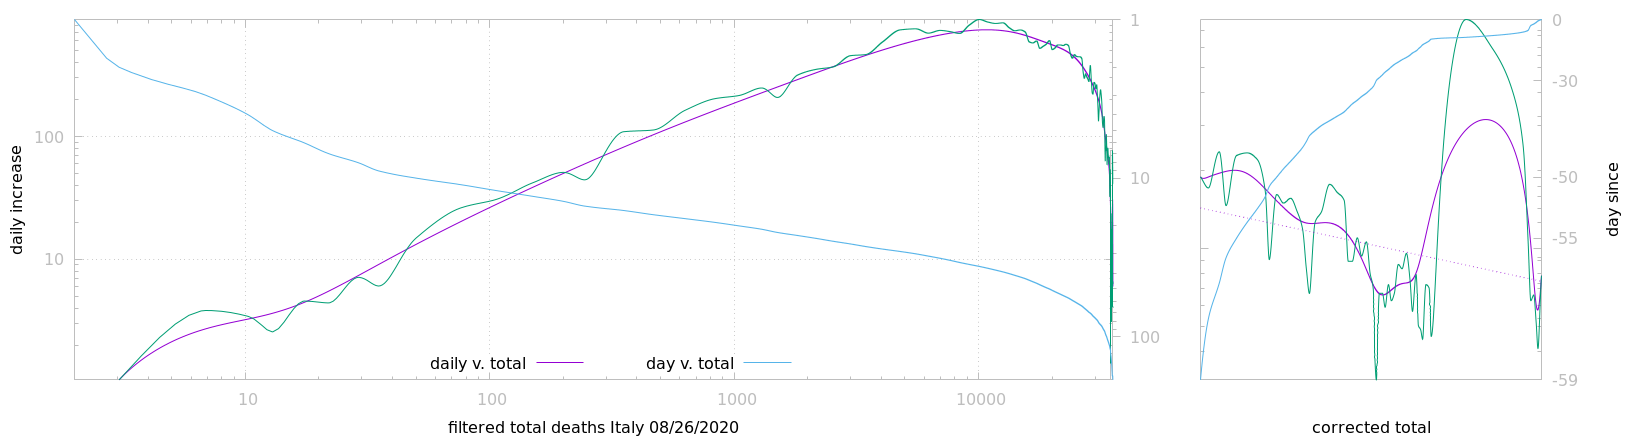 daily increase
100
10
10
100
1000
10000
1
10
100
daily v. total
day v. total
filtered total deaths Italy 08/26/2020
0
-30
-50
-55
-59
day since
corrected total